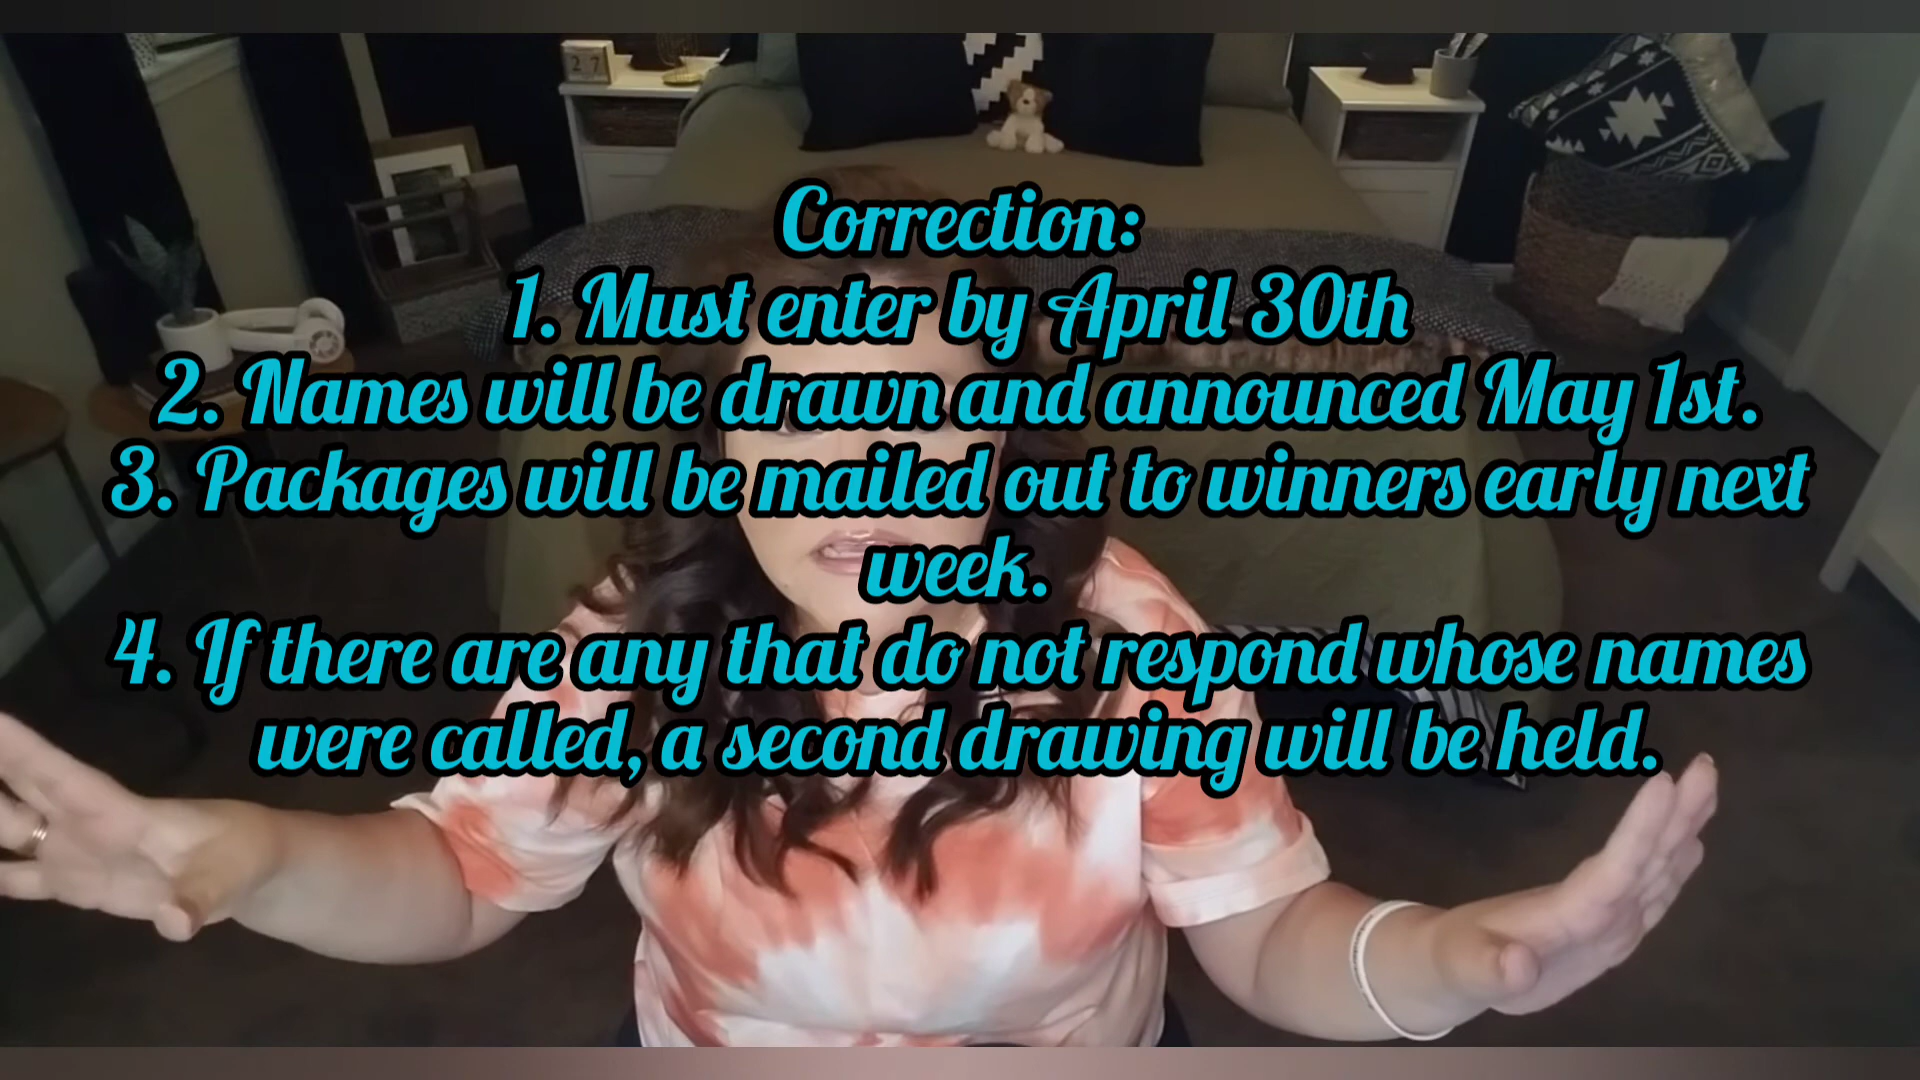 27
Correction:
1. Must enter by April 30th
2. Names will be drawn and announced May 1st.
3. Packages will be mailed out to winners early next
week.
4. If there are any that do not respond whose names
were called, a second drawing will be held.